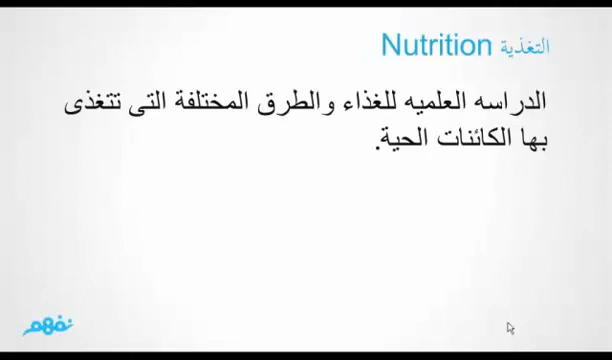 التغذية Nutrition
الدراسه العلميه للغذاء والطرق المختلفة التى تتغذى
بها الكائنات الحية.
نفهم